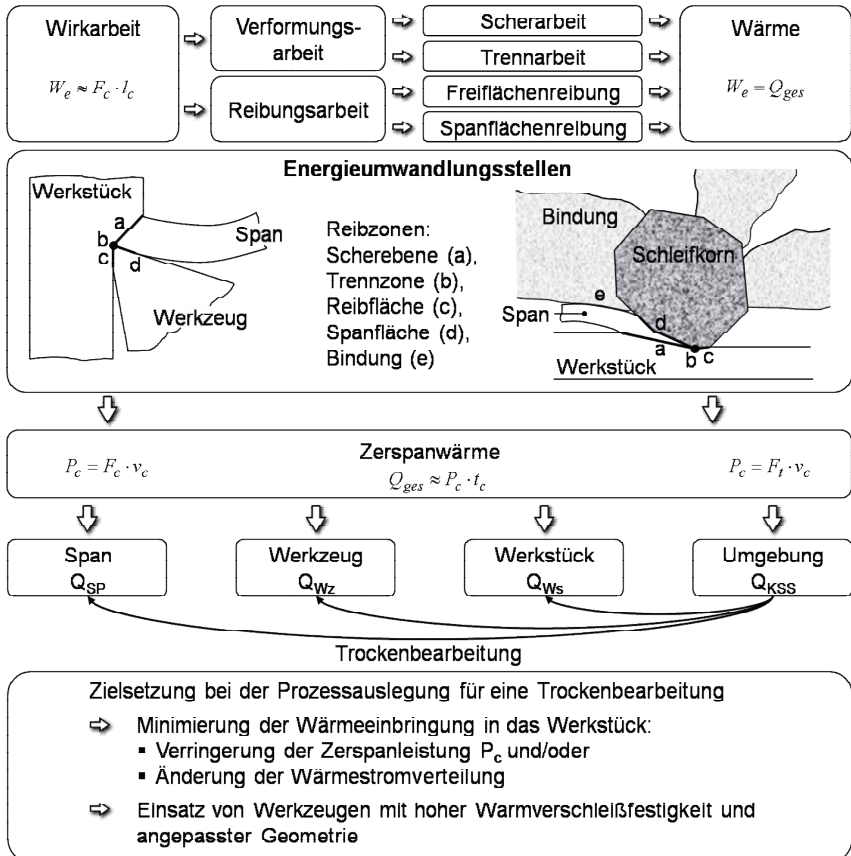 Wirkarbeit
W_e ≈ F_c · l_c
Verformungs-
arbeit
Reibungsarbeit
Scherarbeit
Trennarbeit
Freiflächenreibung
Spanflächenreibung
Wärme
W_e = Q_ges
Energieumwandlungsstellen
Werkstück
a
b
c
d
Span
Werkzeug
Reibzonen:
Scherebene (a),
Trennzone (b),
Reibfläche (c),
Spanfläche (d),
Bindung (e)
Bindung
Schleifkorn
e
Span
d
a
b
c
Werkstück
P_c = F_c · v_c
Zerspanwärme
Q_ges ≈ P_c · t_c
P_c = F_t · v_c
Span
Q_SP
Werkzeug
Q_Wz
Werkstück
Q_Ws
Umgebung
Q_KSS
Trockenbearbeitung
Zielsetzung bei der Prozessauslegung für eine Trockenbearbeitung
⇨ Minimierung der Wärmeeinbringung in das Werkstück:
▪ Verringerung der Zerspanleistung P_c und/oder
▪ Änderung der Wärmestromverteilung
⇨ Einsatz von Werkzeugen mit hoher Warmverschleißfestigkeit und
angepasster Geometrie